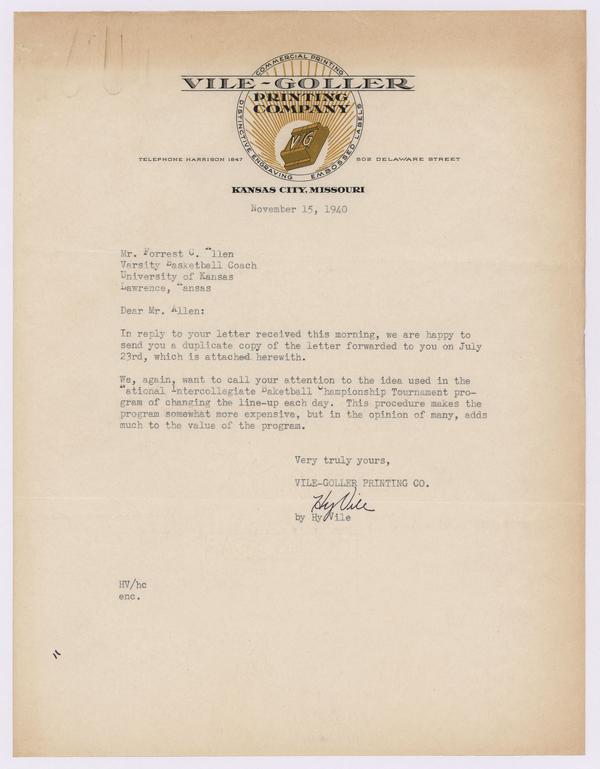 COMMERCIAL PRINTING
VILE-GOLLER
PRINTING
COMPANY
VG
DISTINCTIVE ENGRAVING EMBOSSED LABELS
TELEPHONE HARRISON 1847 502 DELAWARE STREET
KANSAS CITY, MISSOURI
November 15, 1940
Mr. Forrest C. Allen
Varsity Basketball Coach
University of Kansas
Lawrence, Kansas
Dear Mr. Allen:
In reply to your letter received this morning, we are happy to
send you a duplicate copy of the letter forwarded to you on July
23rd, which is attached herewith.
We, again, want to call your attention to the idea used in the
National Intercollegiate Baketball Championship Tournament pro-
gram of changing the line-up each day. This procedure makes the
program somewhat more expensive, but in the opinion of many, adds
much to the value of the program.
Very truly yours,
VILE-GOLLER PRINTING CO.
Hy Vile
by Hy Vile
HV/hc
enc.